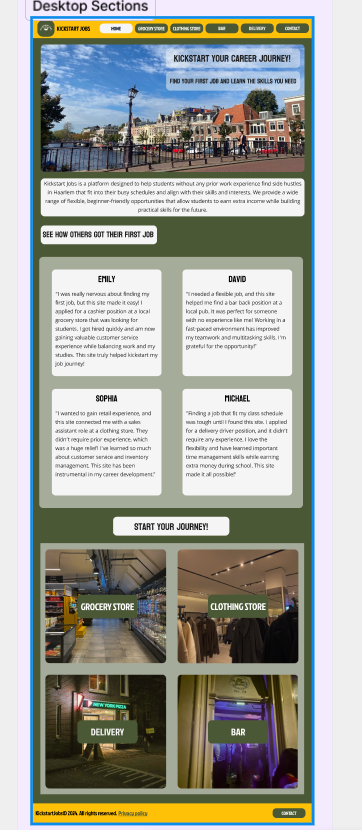 Desktop Sections
KICKSTART JOBS
HOME
GROCERY STORE
CLOTHING STORE
BAR
DELIVERY
CONTACT
KICKSTART YOUR CAREER JOURNEY!
FIND YOUR FIRST JOB AND LEARN THE SKILLS YOU NEED
Kickstart Jobs is a platform designed to help students without any prior work experience find side hustles
in Haarlem that fit into their busy schedules and align with their skills and interests. We provide a wide
range of flexible, beginner-friendly opportunities that allow students to earn extra income while building
practical skills for the future.
SEE HOW OTHERS GOT THEIR FIRST JOB
EMILY
"I was really nervous about finding my
first job, but this site made it easy! I
applied for a cashier position at a local
grocery store that was looking for
students. I got hired quickly and am now
gaining valuable customer service
experience while balancing work and my
studies. This site truly helped kickstart my
job journey!
DAVID
"I needed a flexible job, and this site
helped me find a bar back position at a
local pub. It was perfect for someone
with no experience like me! Working in a
fast-paced environment has improved
my teamwork and multitasking skills. I'm
grateful for the opportunity!"
SOPHIA
"I wanted to gain retail experience, and
this site connected me with a sales
assistant role at a clothing store. They
didn't require prior experience, which
was a huge relief! I've learned so much
about customer service and inventory
management. This site has been
instrumental in my career development."
MICHAEL
"Finding a job that fit my class schedule
was tough until I found this site. I applied
for a delivery driver position, and it didn't
require any experience. I love the
flexibility and have learned important
time management skills while earning
extra money during school. This site
made it all possible!"
START YOUR JOURNEY!
GROCERY STORE
CLOTHING STORE
NEW YORK PIZZA
DELIVERY
BAR
KickstartJobs© 2024. All rights reserved. Privacy policy.
CONTACT